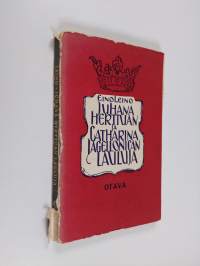 EINO LEINO
JUHANA
HERTTUAN
JA
CATHARINA
JAGELLONICAN
LAULUJA
OTAVA